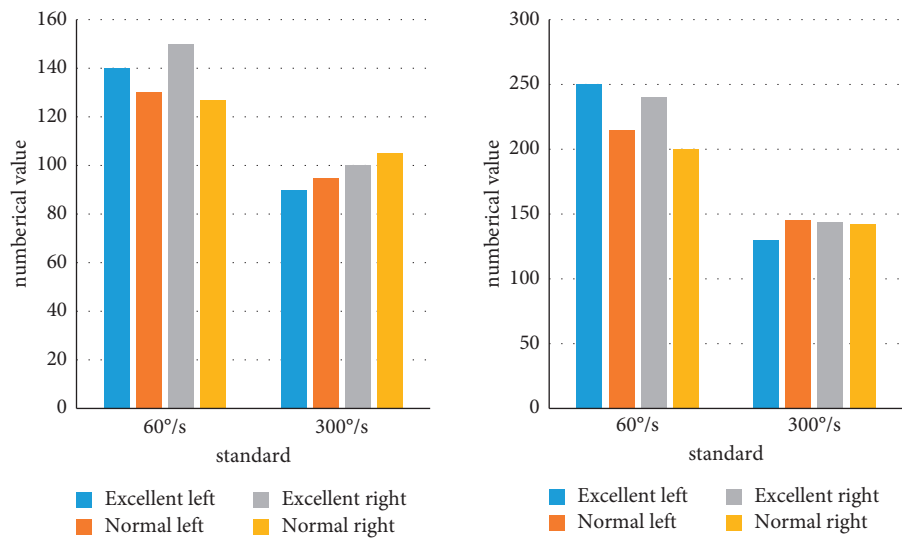 160
140
120
100
80
60
40
20
0
numberical value
60°/s
300°/s
standard
Excellent left
Excellent right
Normal left
Normal right
300
250
200
150
100
50
0
numberical value
60°/s
300°/s
standard
Excellent left
Excellent right
Normal left
Normal right